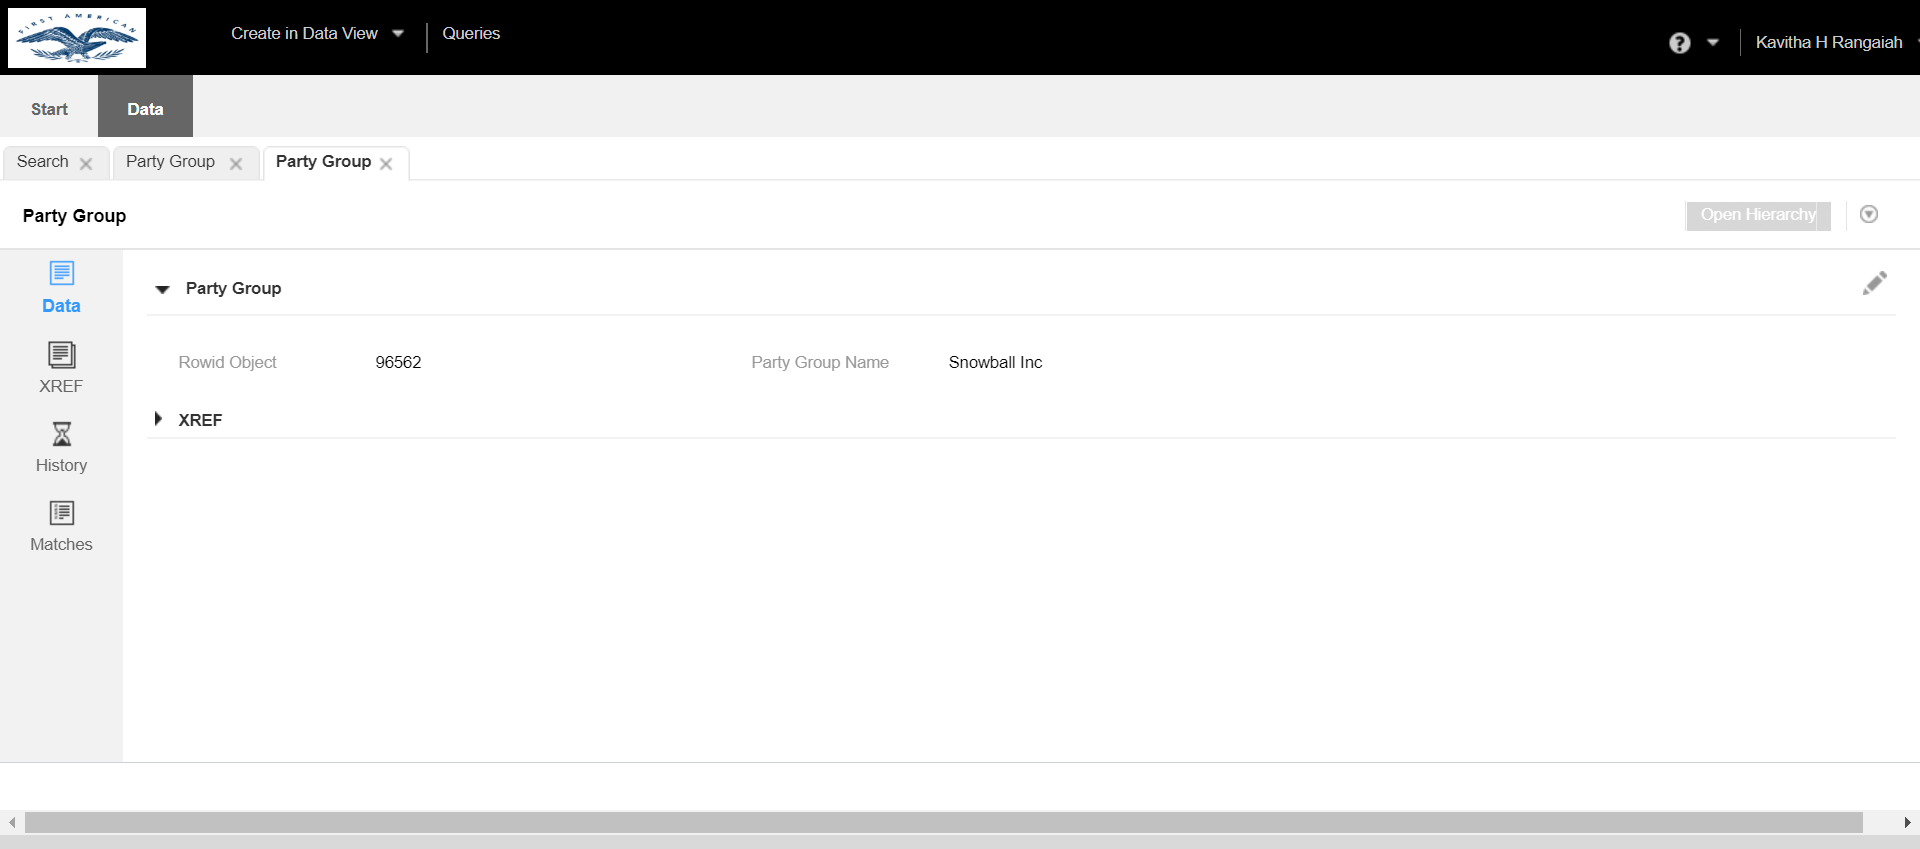 FIRST AMERICAN
Create in Data View
Queries
?
Kavitha H Rangaiah
Start
Data
Search
Party Group
Party Group
Party Group
Open Hierarchy
Data
XREF
History
Matches
Party Group
Rowid Object
96562
Party Group Name
Snowball Inc
XREF